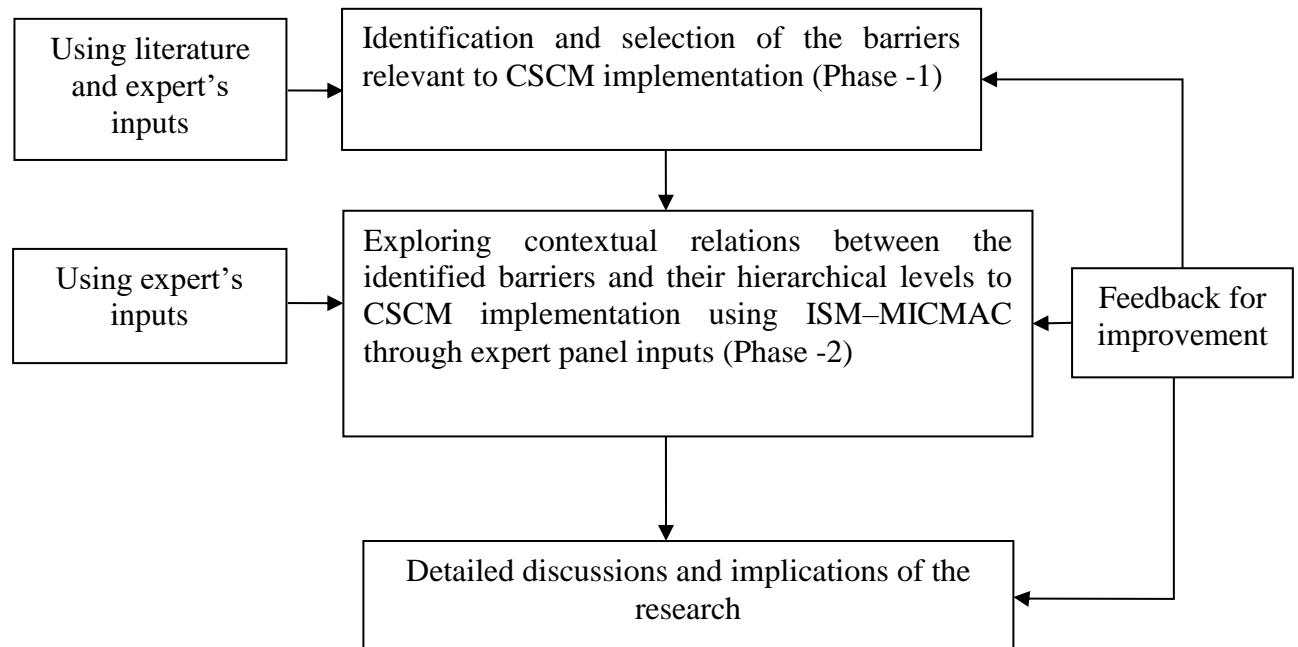 Using literature
and expert’s
inputs
Identification and selection of the barriers
relevant to CSCM implementation (Phase -1)
Using expert’s
inputs
Exploring contextual relations between the
identified barriers and their hierarchical levels to
CSCM implementation using ISM–MICMAC
through expert panel inputs (Phase -2)
Feedback for
improvement
Detailed discussions and implications of the
research